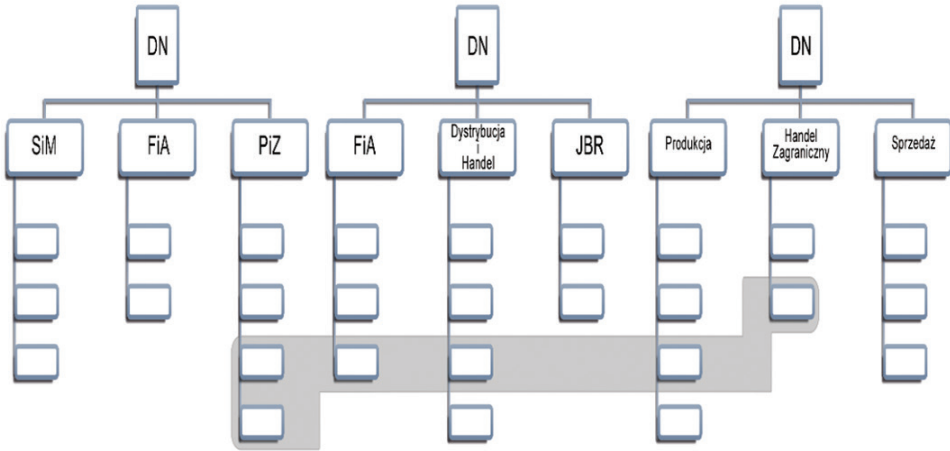 DN
DN
DN
SiM
FiA
PiZ
FiA
Dystrybucja
i
Handel
JBR
Produkcja
Handel
Zagraniczny
Sprzedaż